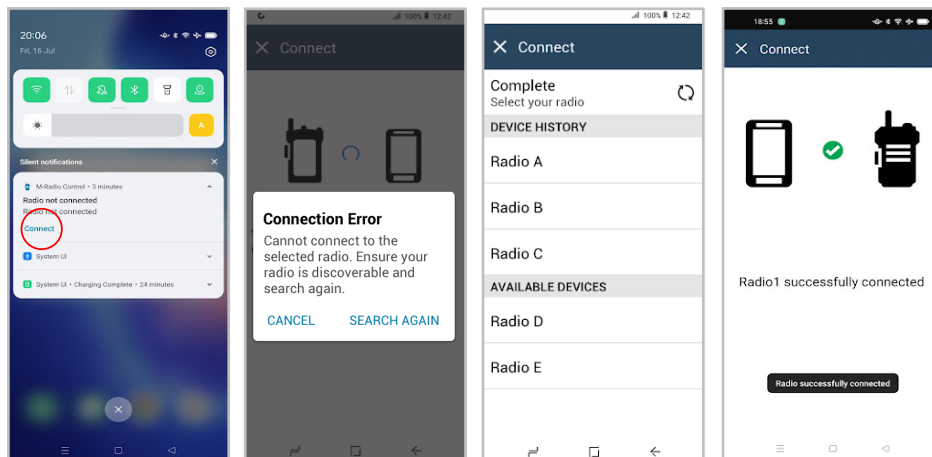 20:06
Fri, 16 Jul
A
Silent notifications
M-Radio Control • 3 minutes
Radio not connected
Radio not connected
Connect
System UI
System UI • Charging Complete • 24 minutes
100% 12:42
Connect
Connection Error
Cannot connect to the
selected radio. Ensure your
radio is discoverable and
search again.
CANCEL SEARCH AGAIN
100% 12:42
Connect
Complete
Select your radio
DEVICE HISTORY
Radio A
Radio B
Radio C
AVAILABLE DEVICES
Radio D
Radio E
18:53
Connect
Radio1 successfully connected
Radio successfully connected